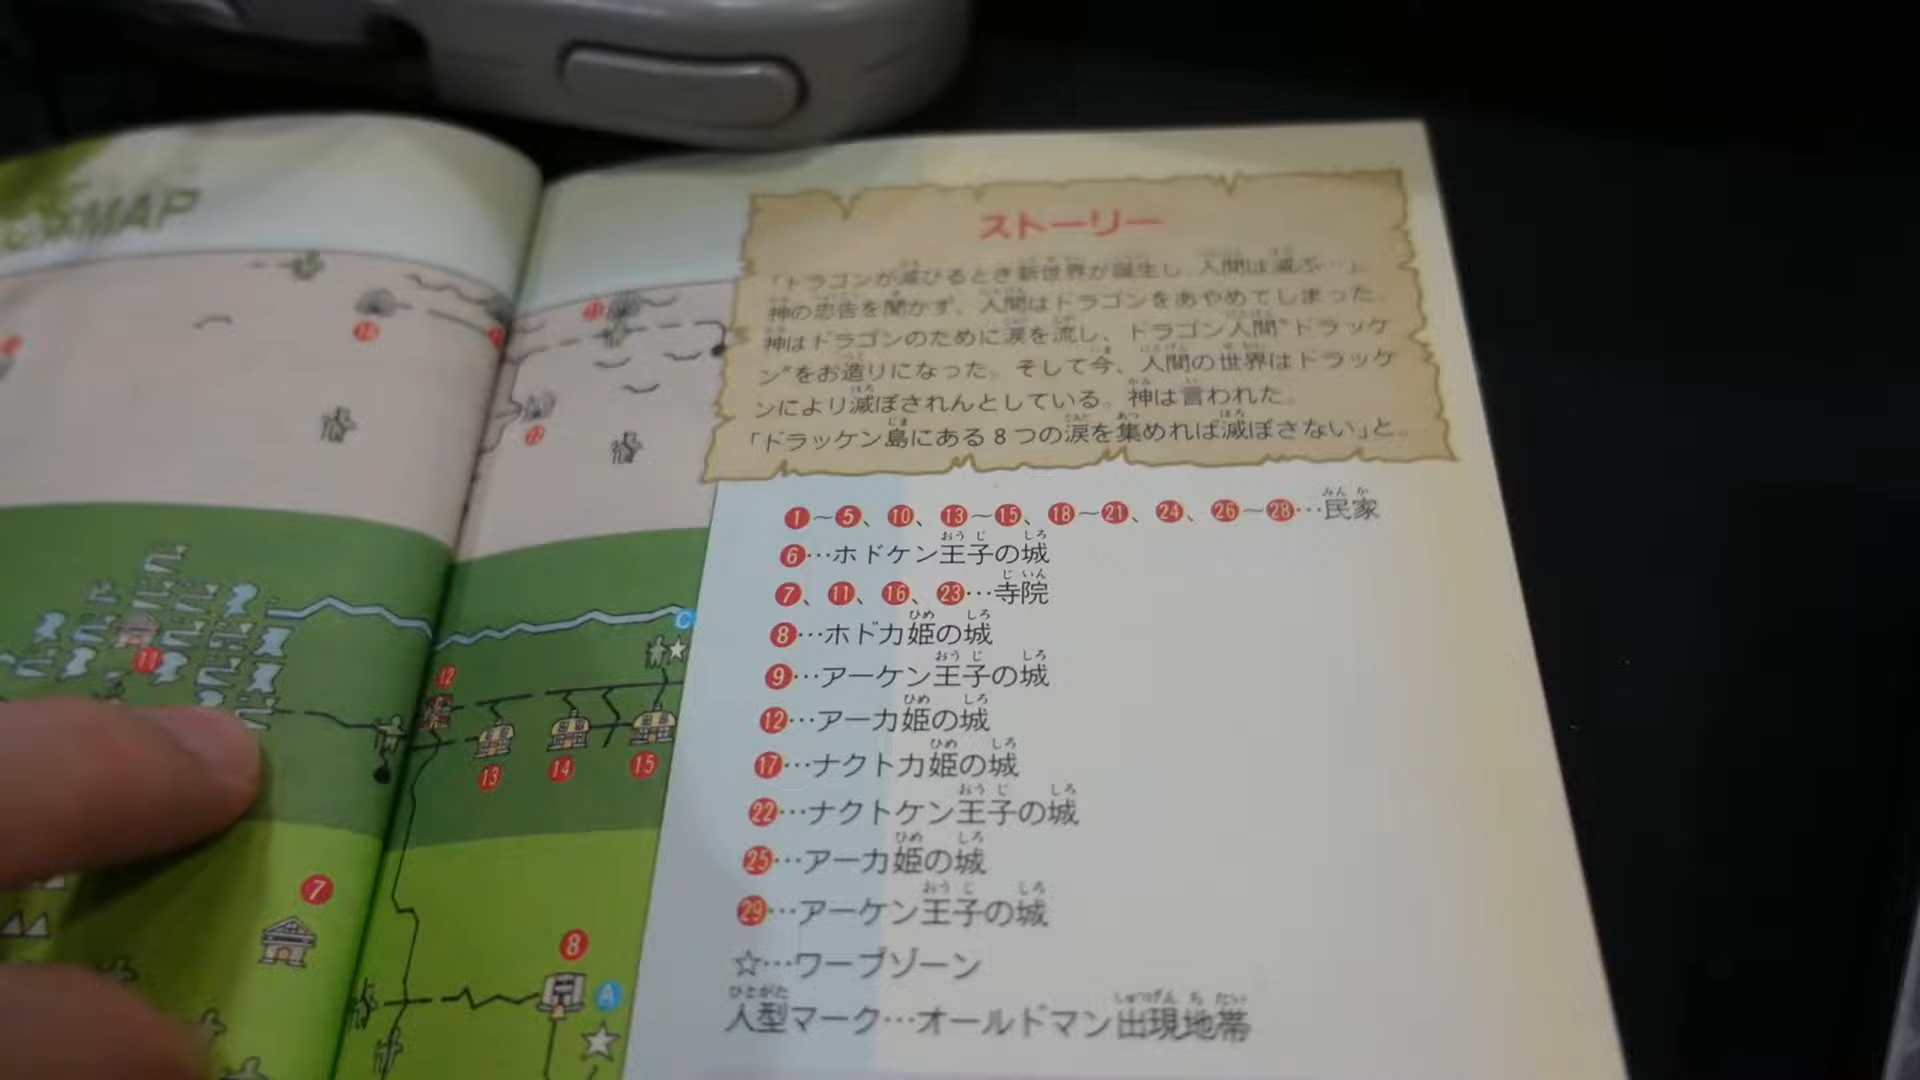 MAP
ストーリー
「ドラゴンが滅びるとき新世界が誕生し、人間は滅ぶ…」
神の忠告を聞かず、人間はドラゴンをあやめてしまった。
神はドラゴンのために涙を流し、ドラゴン人間“ドラッケ
ン”をお造りになった。そして今、人間の世界はドラッケ
ンにより滅ぼされんとしている。神は言われた。
「ドラッケン島にある8つの涙を集めれば滅ぼさない」と。
1～5、10、13～15、18～21、24、26～28…民家
6…ホドケン王子の城
7、11、16、23…寺院
8…ホドカ姫の城
9…アーケン王子の城
12…アーカ姫の城
17…ナクトカ姫の城
22…ナクトケン王子の城
25…アーカ姫の城
29…アーケン王子の城
☆…ワープゾーン
人型マーク…オールドマン出現地帯
11
12
C
13
14
15
7
8
A